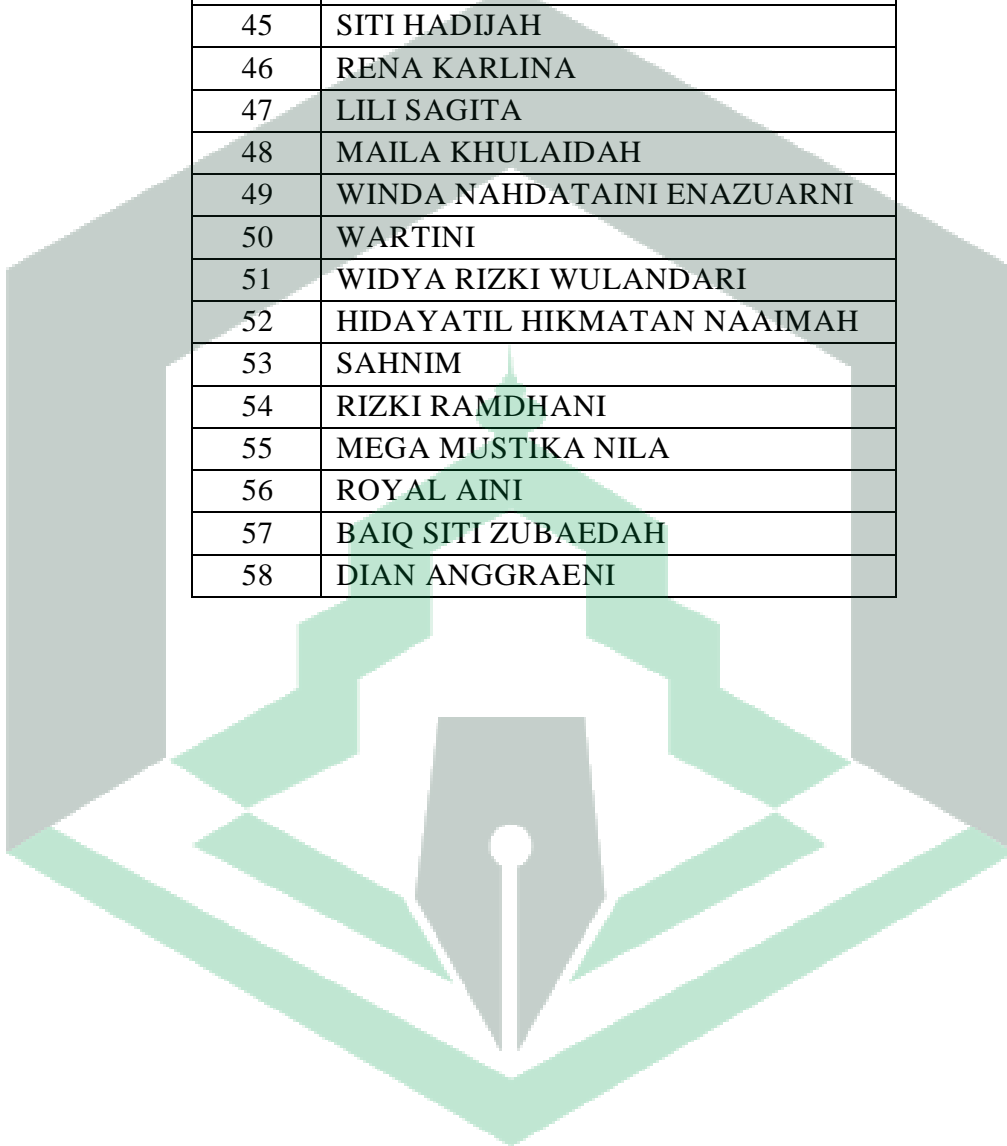 45 SITI HADIJAH
46 RENA KARLINA
47 LILI SAGITA
48 MAILA KHULAIDAH
49 WINDA NAHDATAINI ENAZUARNI
50 WARTINI
51 WIDYA RIZKI WULANDARI
52 HIDAYATIL HIKMATAN NAAIMAH
53 SAHNIM
54 RIZKI RAMDHANI
55 MEGA MUSTIKA NILA
56 ROYAL AINI
57 BAIQ SITI ZUBAEDAH
58 DIAN ANGGRAENI